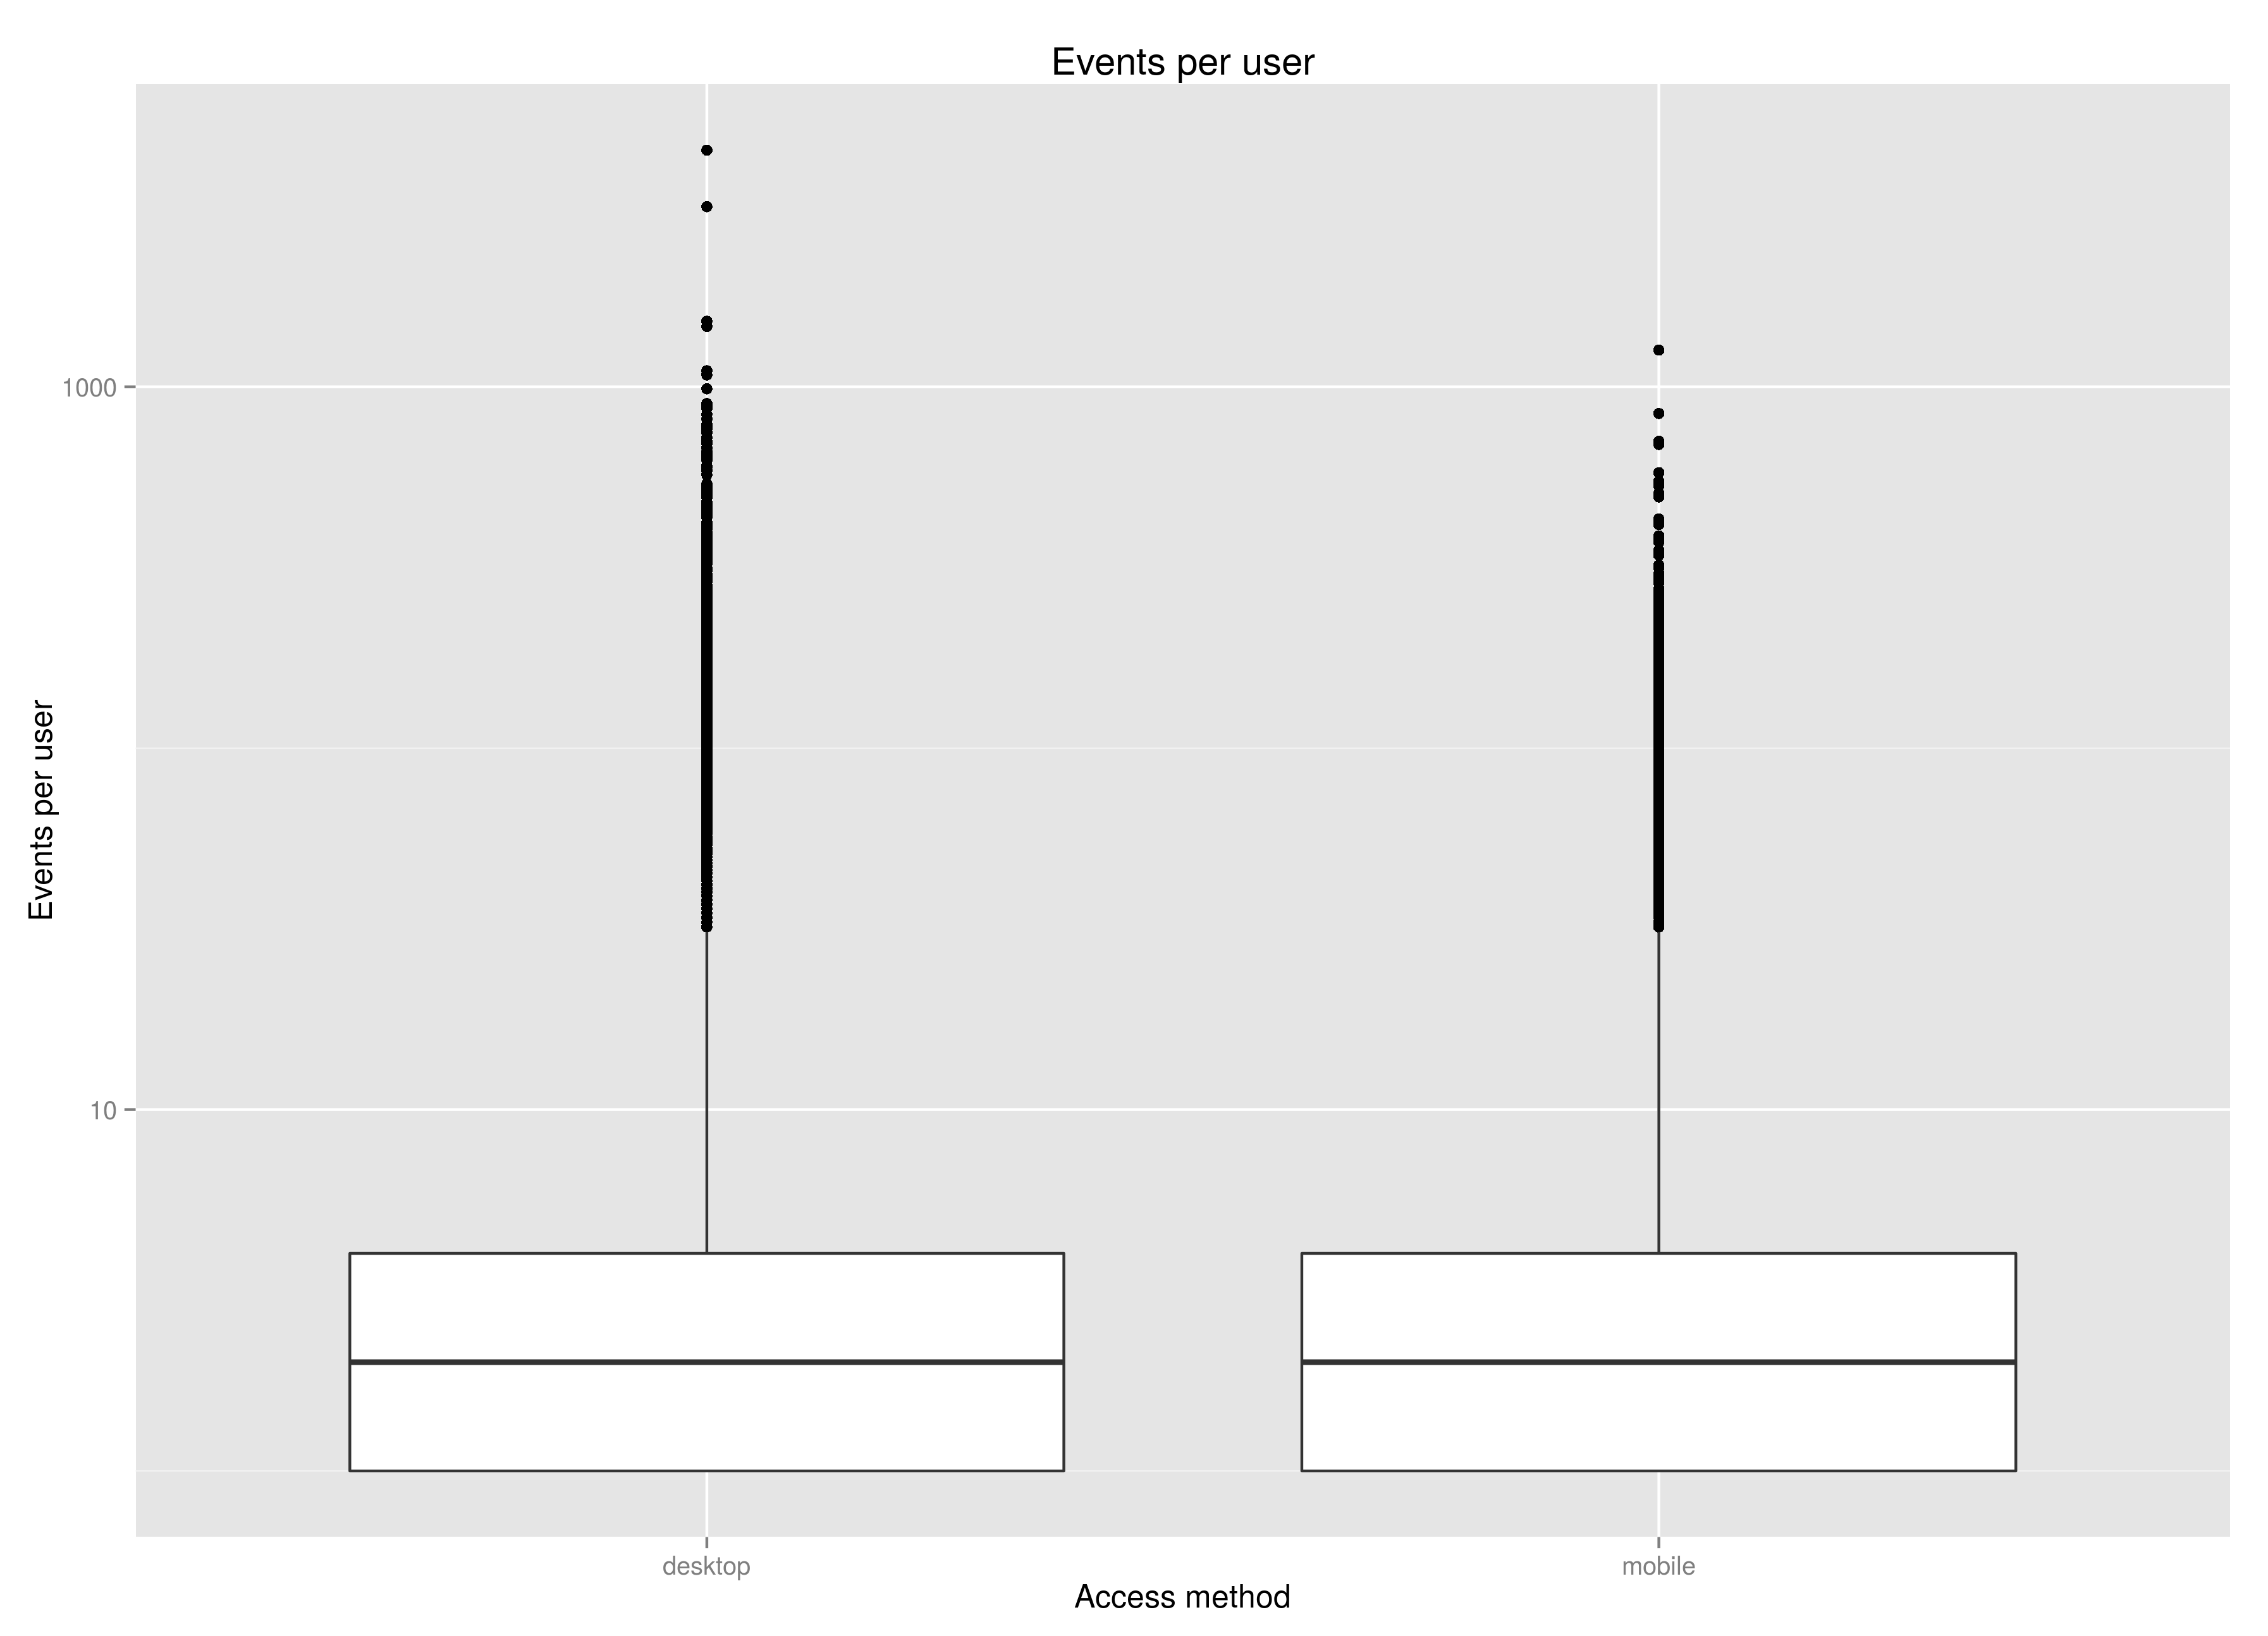 Events per user
Events per user
1000
10
desktop
mobile
Access method